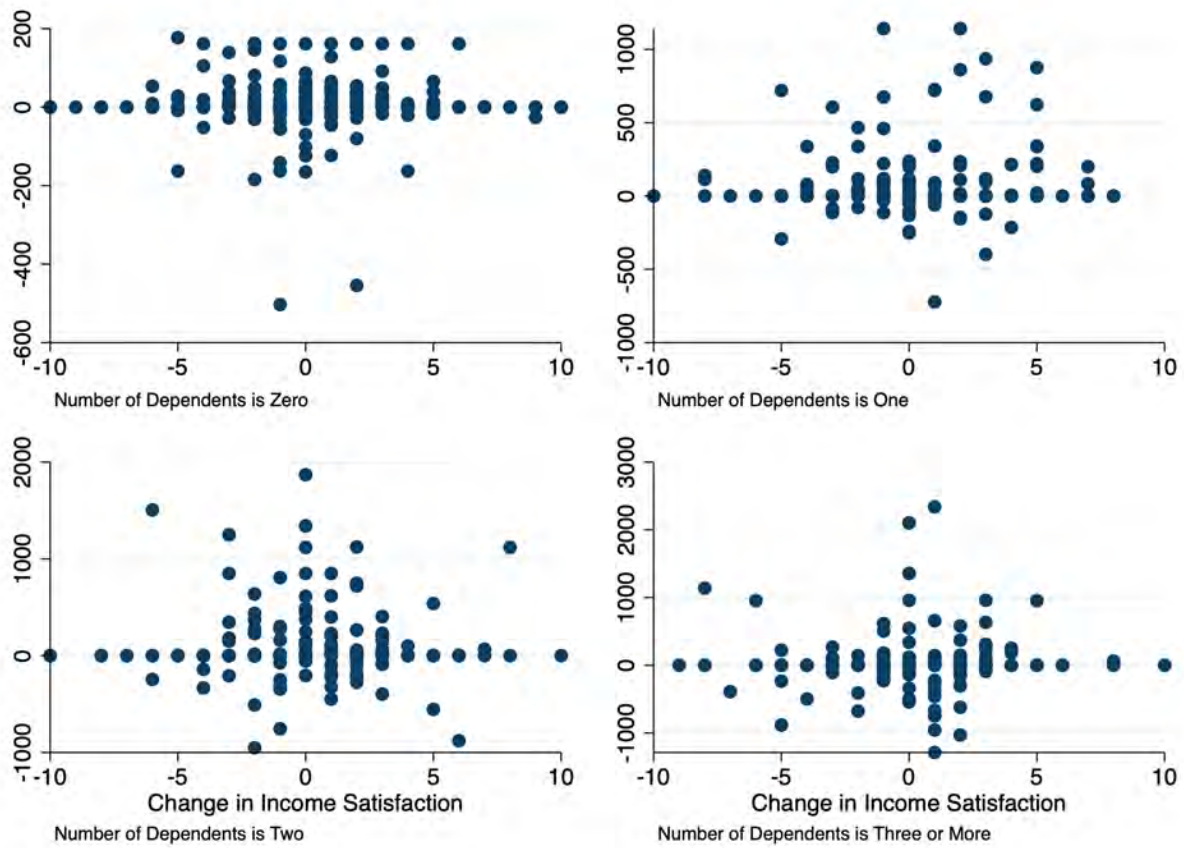 200
0
-200
-400
-600
-10 -5 0 5 10
Number of Dependents is Zero
1000
500
0
-500
-1000
-10 -5 0 5 10
Number of Dependents is One
2000
1000
0
-1000
-10 -5 0 5 10
Change in Income Satisfaction
Number of Dependents is Two
3000
2000
1000
0
-1000
-10 -5 0 5 10
Change in Income Satisfaction
Number of Dependents is Three or More